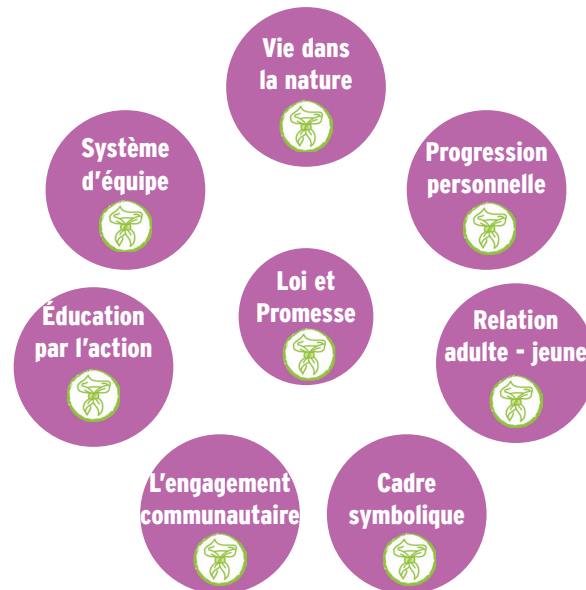 Vie dans
la nature
Système
d'équipe
Progression
personnelle
Loi et
Promesse
Éducation
par l'action
Relation
adulte - jeune
L'engagement
communautaire
Cadre
symbolique